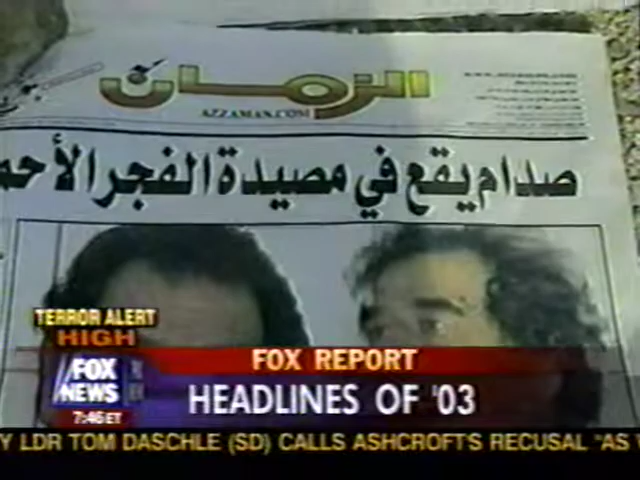 الزمان
AZZAMAN.COM
صدام يقع في مصيدة الفجر الأحم
TERROR ALERT
HIGH
FOX REPORT
FOX
NEWS
HEADLINES OF '03
7:46 ET
Y LDR TOM DASCHLE (SD) CALLS ASHCROFT'S RECUSAL "AS